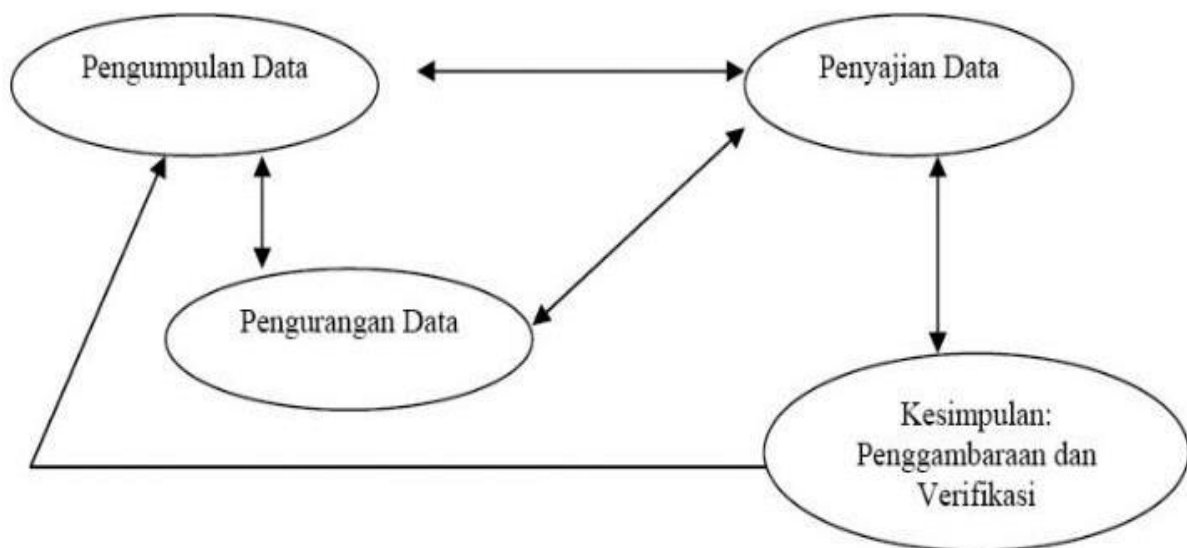 Pengumpulan Data
Penyajian Data
Pengurangan Data
Kesimpulan:
Penggambaraan dan
Verifikasi